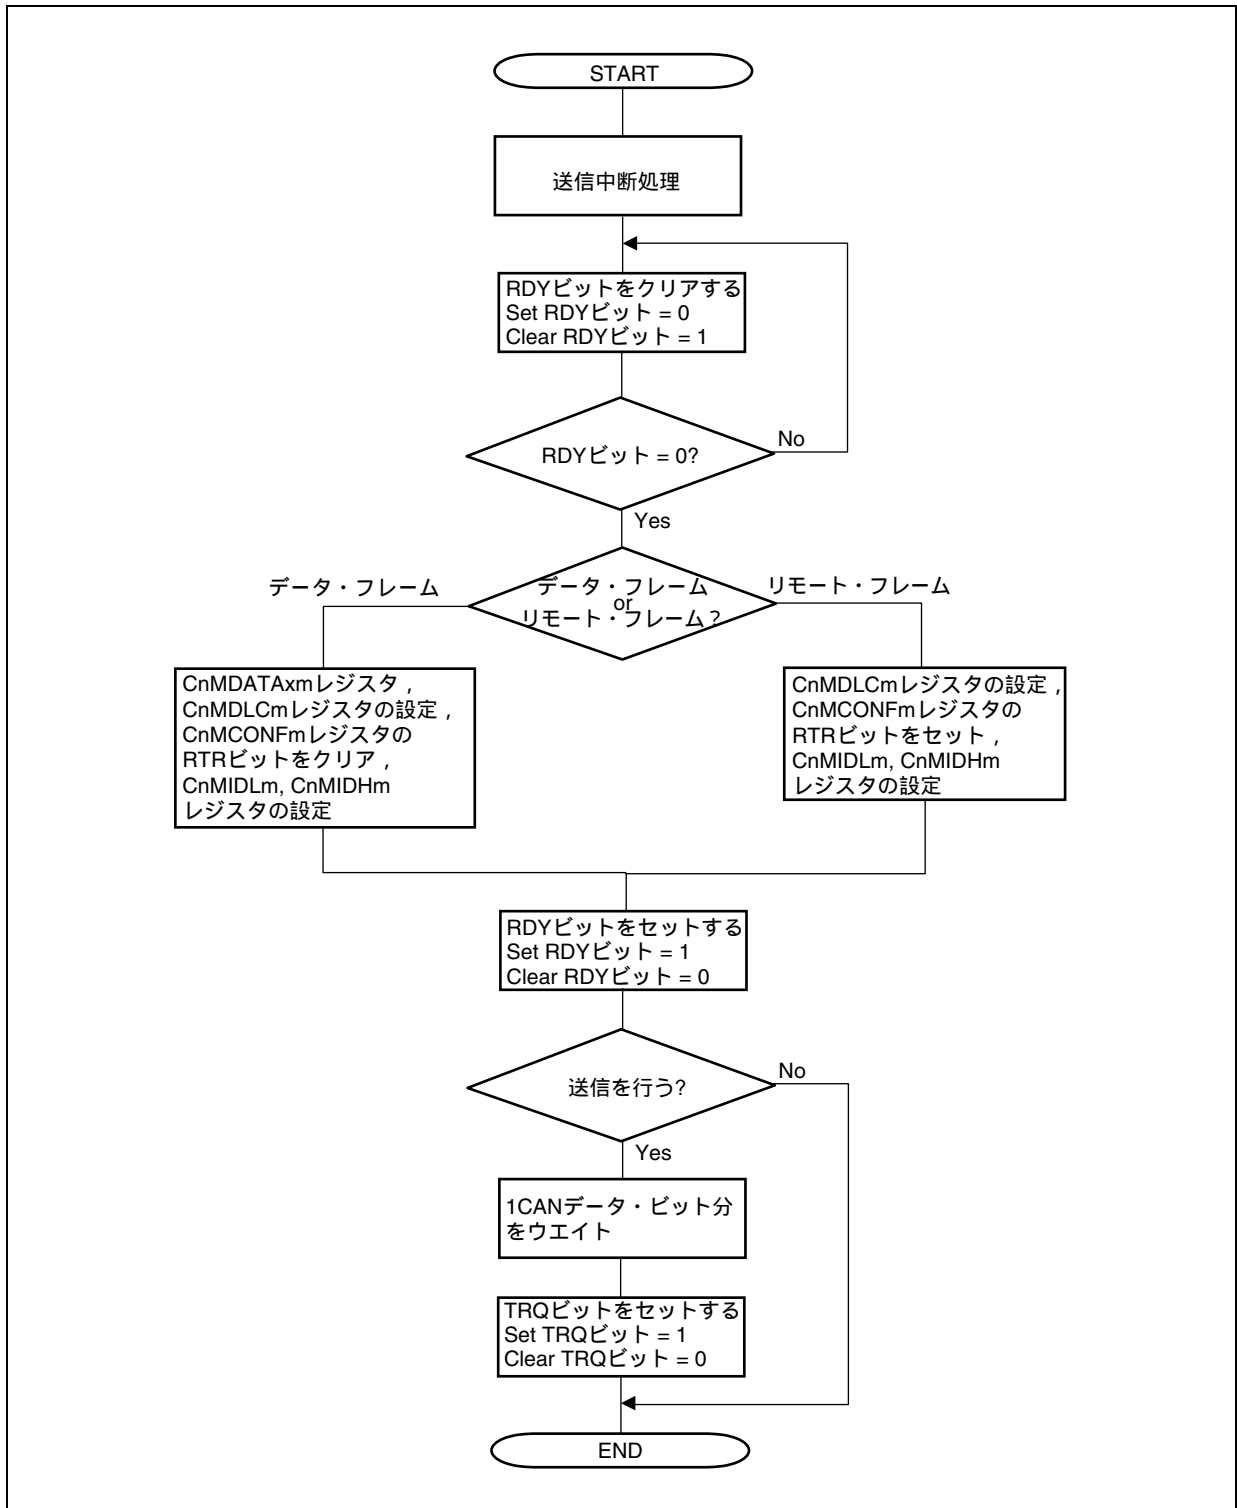 START
送信中断処理
RDYビットをクリアする
Set RDYビット = 0
Clear RDYビット = 1
RDYビット = 0?
No
Yes
データ・フレーム
データ・フレーム
or
リモート・フレーム?
リモート・フレーム
CnMDATAxmレジスタ,
CnMDLCmレジスタの設定,
CnMCONFmレジスタの
RTRビットをクリア,
CnMIDLm, CnMIDHm
レジスタの設定
CnMDLCmレジスタの設定,
CnMCONFmレジスタの
RTRビットをセット,
CnMIDLm, CnMIDHm
レジスタの設定
RDYビットをセットする
Set RDYビット = 1
Clear RDYビット = 0
送信を行う?
No
Yes
1CANデータ・ビット分
をウエイト
TRQビットをセットする
Set TRQビット = 1
Clear TRQビット = 0
END